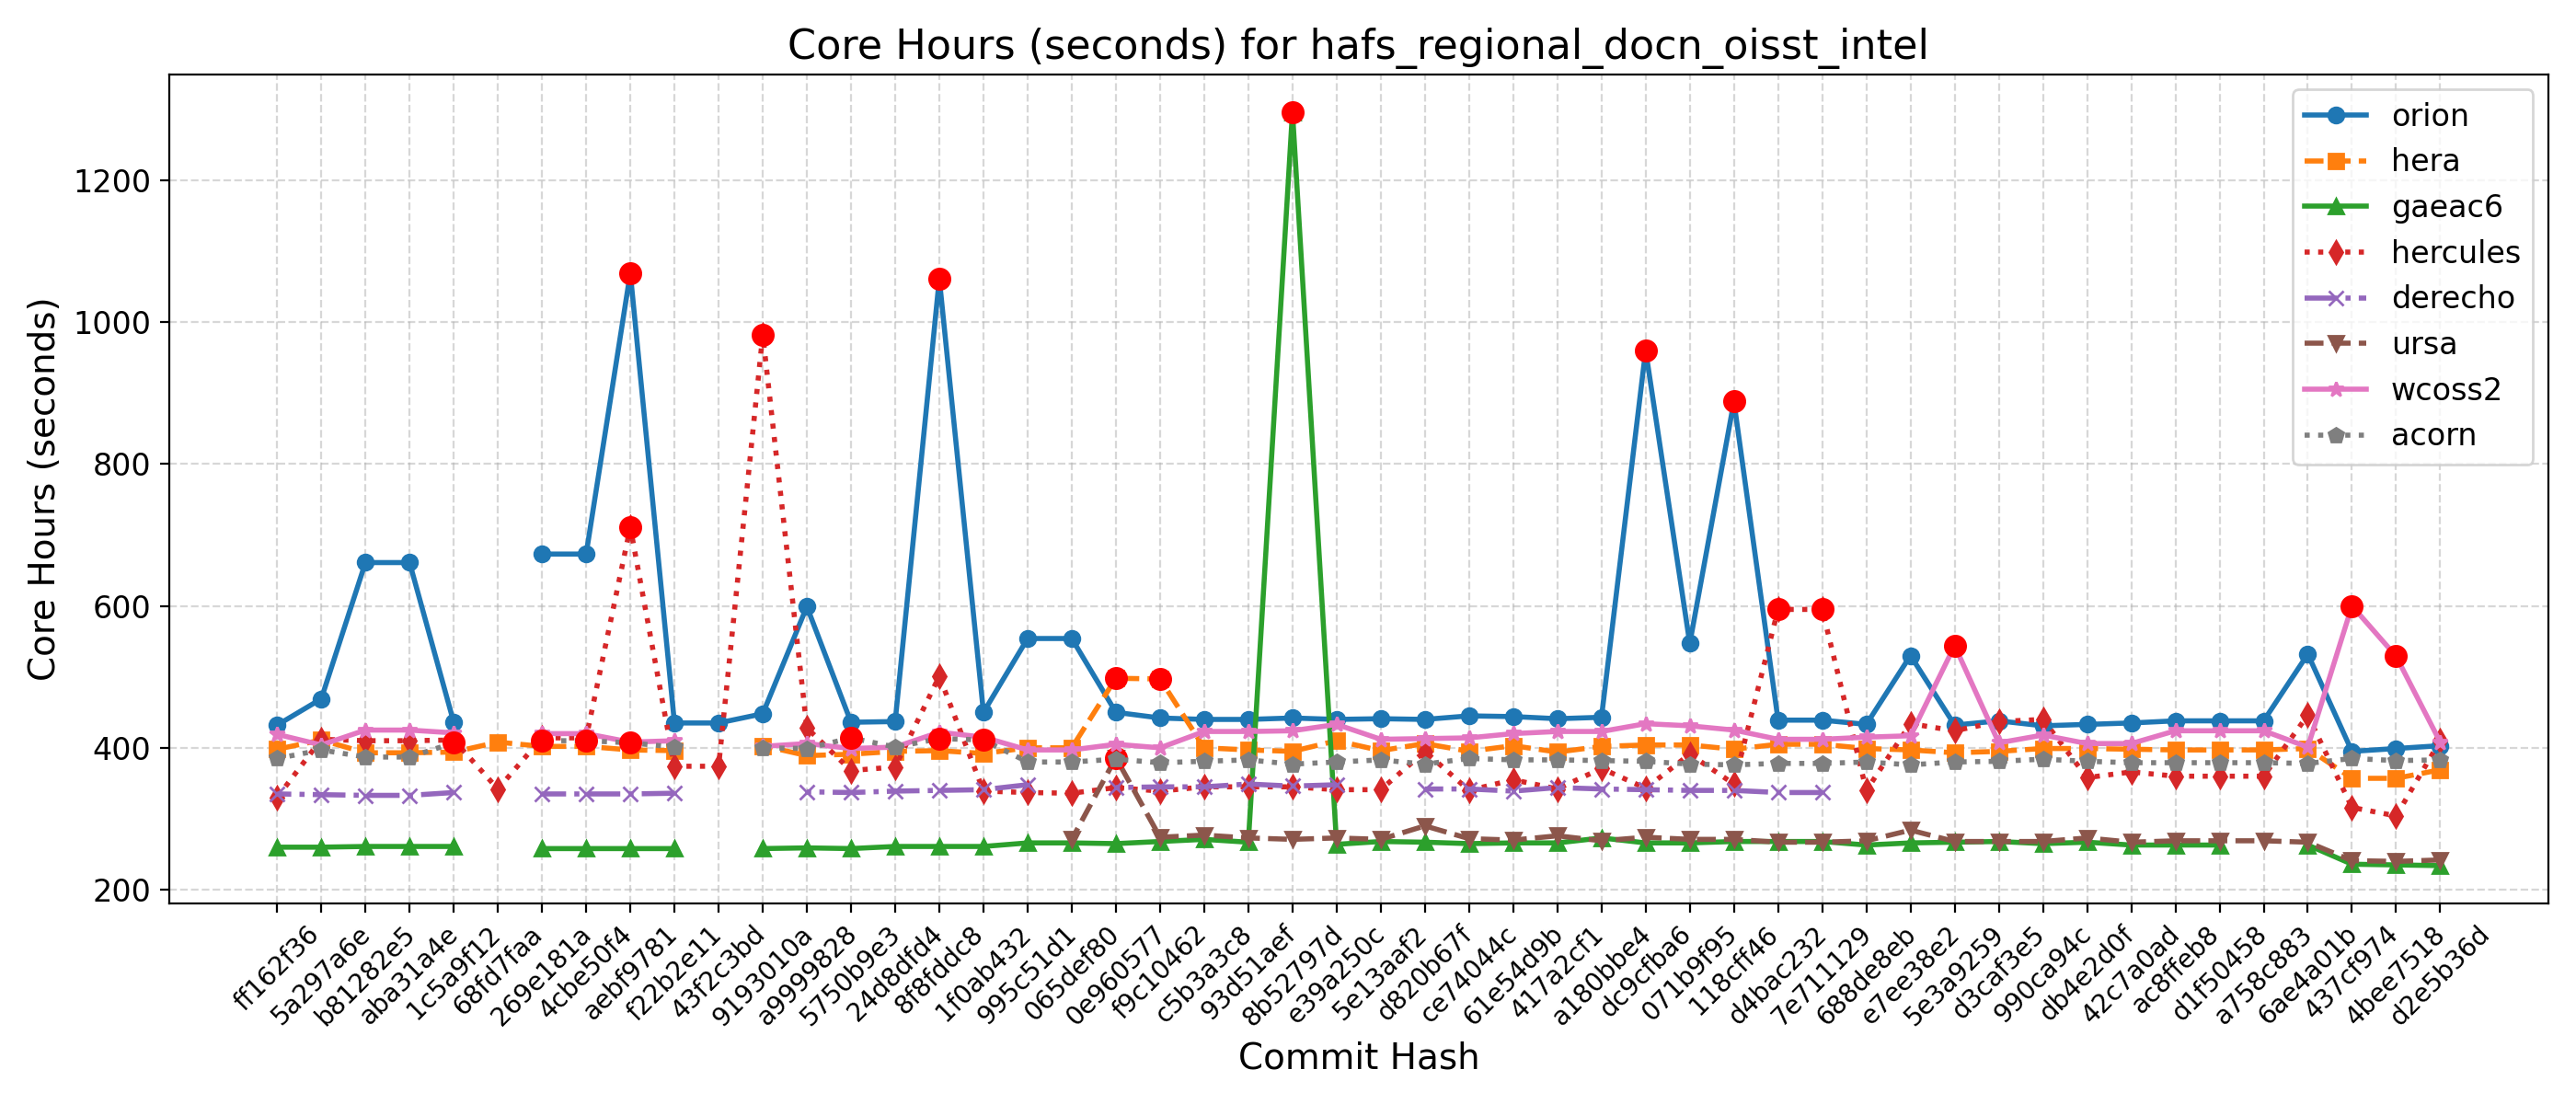 Core Hours (seconds) for hafs_regional_docn_oisst_intel
Core Hours (seconds)
1200
1000
800
600
400
200
orion
hera
gaeac6
hercules
derecho
ursa
wcoss2
acorn
ff162f36
5a297a6e
b81282e5
aba31a4e
1c5a9f12
68fd7faa
269e181a
4cbe50f4
aebf9781
f22b2e11
43f2c3bd
9193010a
a9999828
5750b9e3
24d8dfd4
8f8fddc8
1f0ab432
995c51d1
065def80
0e960577
f9c10462
c5b3a3c8
93d51aef
8b52797d
e39a250c
5e13aaf2
d820b67f
ce74044c
61e54d9b
417a2cf1
a180bbe4
dc9cfba6
071b9f95
118cff46
d4bac232
7e711129
688de8eb
e7ee38e2
5e3a9259
d3caf3e5
990ca94c
db4e2d0f
42c7a0ad
ac8ffeb8
d1f50458
a758c883
6ae4a01b
437cf974
4bee7518
d2e5b36d
Commit Hash